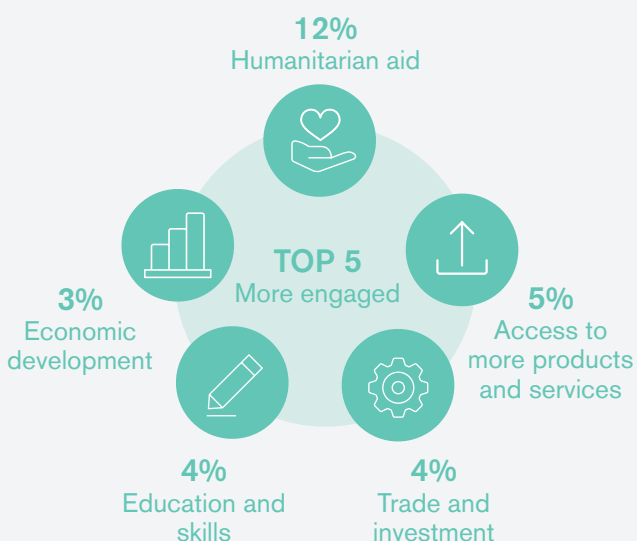 12%
Humanitarian aid
TOP 5
More engaged
3%
Economic
development
5%
Access to
more products
and services
4%
Education and
skills
4%
Trade and
investment